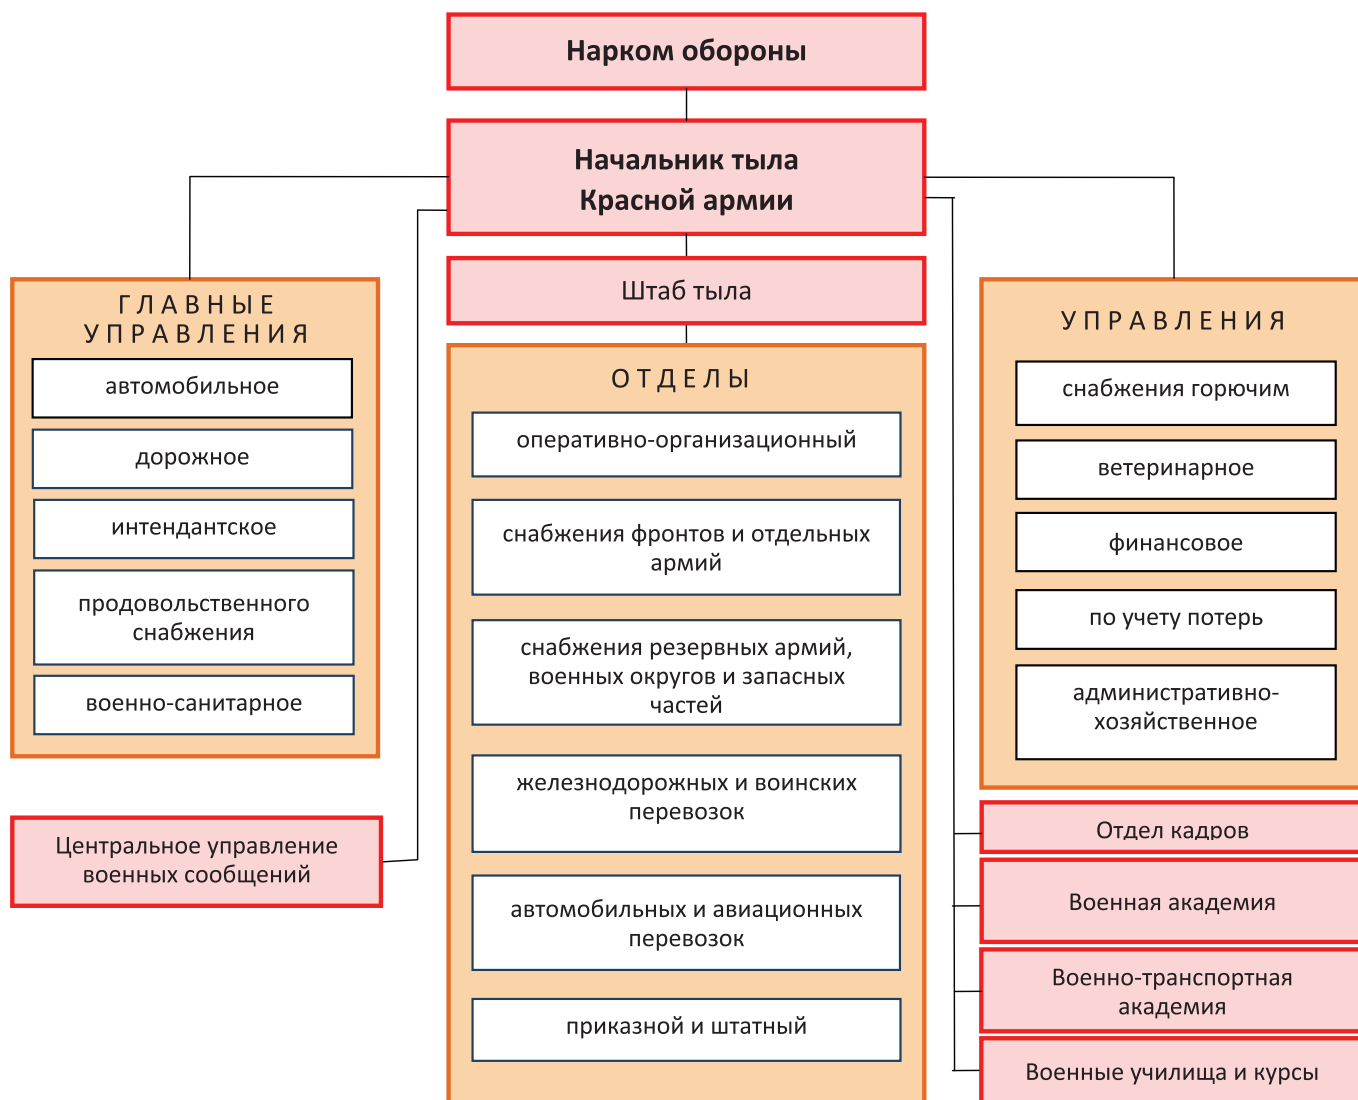 Нарком обороны
Начальник тыла
Красной армии
Штаб тыла
ГЛАВНЫЕ
УПРАВЛЕНИЯ
автомобильное
дорожное
интендантское
продовольственного
снабжения
военно-санитарное
Центральное управление
военных сообщений
ОТДЕЛЫ
оперативно-организационный
снабжения фронтов и отдельных
армий
снабжения резервных армий,
военных округов и запасных
частей
железнодорожных и воинских
перевозок
автомобильных и авиационных
перевозок
приказной и штатный
УПРАВЛЕНИЯ
снабжения горючим
ветеринарное
финансовое
по учету потерь
административно-
хозяйственное
Отдел кадров
Военная академия
Военно-транспортная
академия
Военные училища и курсы